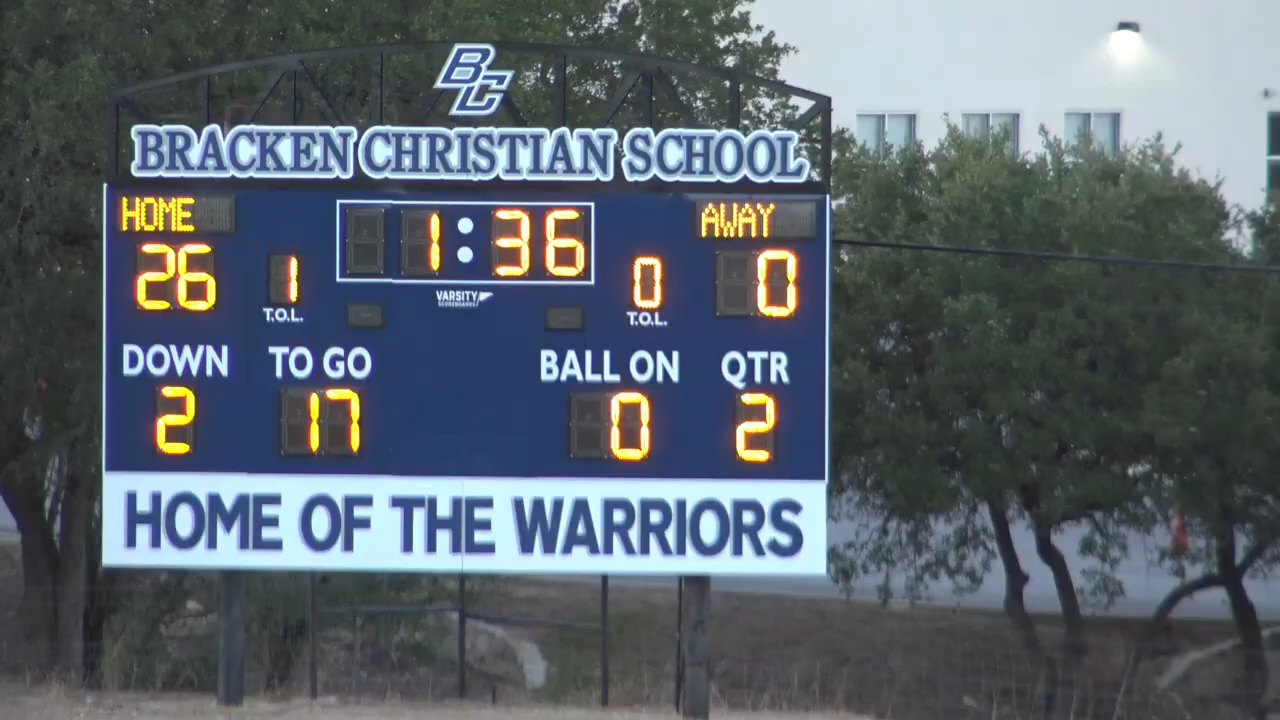 BC
BRACKEN CHRISTIAN SCHOOL
HOME 1:36 AWAY
26 1 0 0
T.O.L. VARSITY SCOREBOARDS T.O.L.
DOWN TO GO BALL ON QTR
2 17 0 2
HOME OF THE WARRIORS